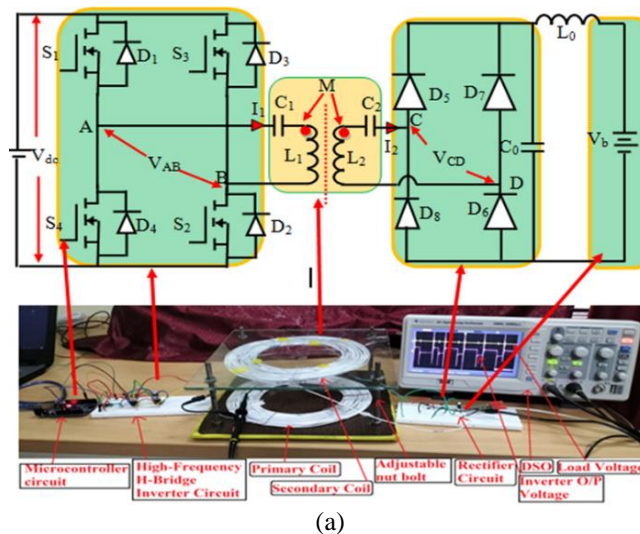 S1
D1
S3
D3
L0
M
I1
C1
C2
D5
D7
A
C
Vdc
VAB
L1
L2
I2
VCD
C0
Vb
B
D
S4
D4
S2
D2
D8
D6
I
Microcontroller circuit
High-Frequency H-Bridge Inverter Circuit
Primary Coil
Secondary Coil
Adjustable nut bolt
Rectifier Circuit
DSO
Load Voltage
Inverter O/P Voltage
(a)